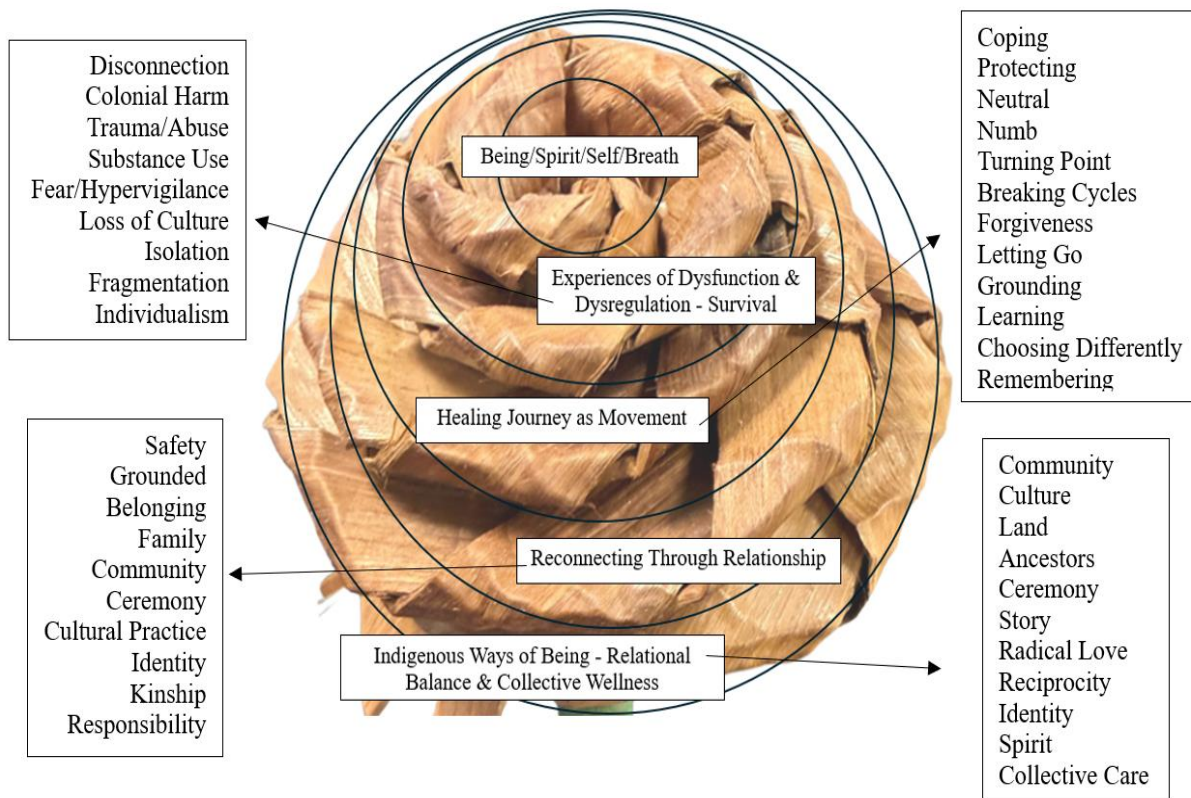 Disconnection
Colonial Harm
Trauma/Abuse
Substance Use
Fear/Hypervigilance
Loss of Culture
Isolation
Fragmentation
Individualism
Coping
Protecting
Neutral
Numb
Turning Point
Breaking Cycles
Forgiveness
Letting Go
Grounding
Learning
Choosing Differently
Remembering
Being/Spirit/Self/Breath
Experiences of Dysfunction &
Dysregulation - Survival
Healing Journey as Movement
Reconnecting Through Relationship
Indigenous Ways of Being - Relational
Balance & Collective Wellness
Safety
Grounded
Belonging
Family
Community
Ceremony
Cultural Practice
Identity
Kinship
Responsibility
Community
Culture
Land
Ancestors
Ceremony
Story
Radical Love
Reciprocity
Identity
Spirit
Collective Care